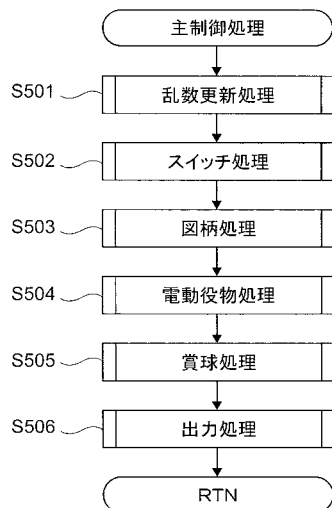 主制御処理
S501
乱数更新処理
S502
スイッチ処理
S503
図柄処理
S504
電動役物処理
S505
賞球処理
S506
出力処理
RTN